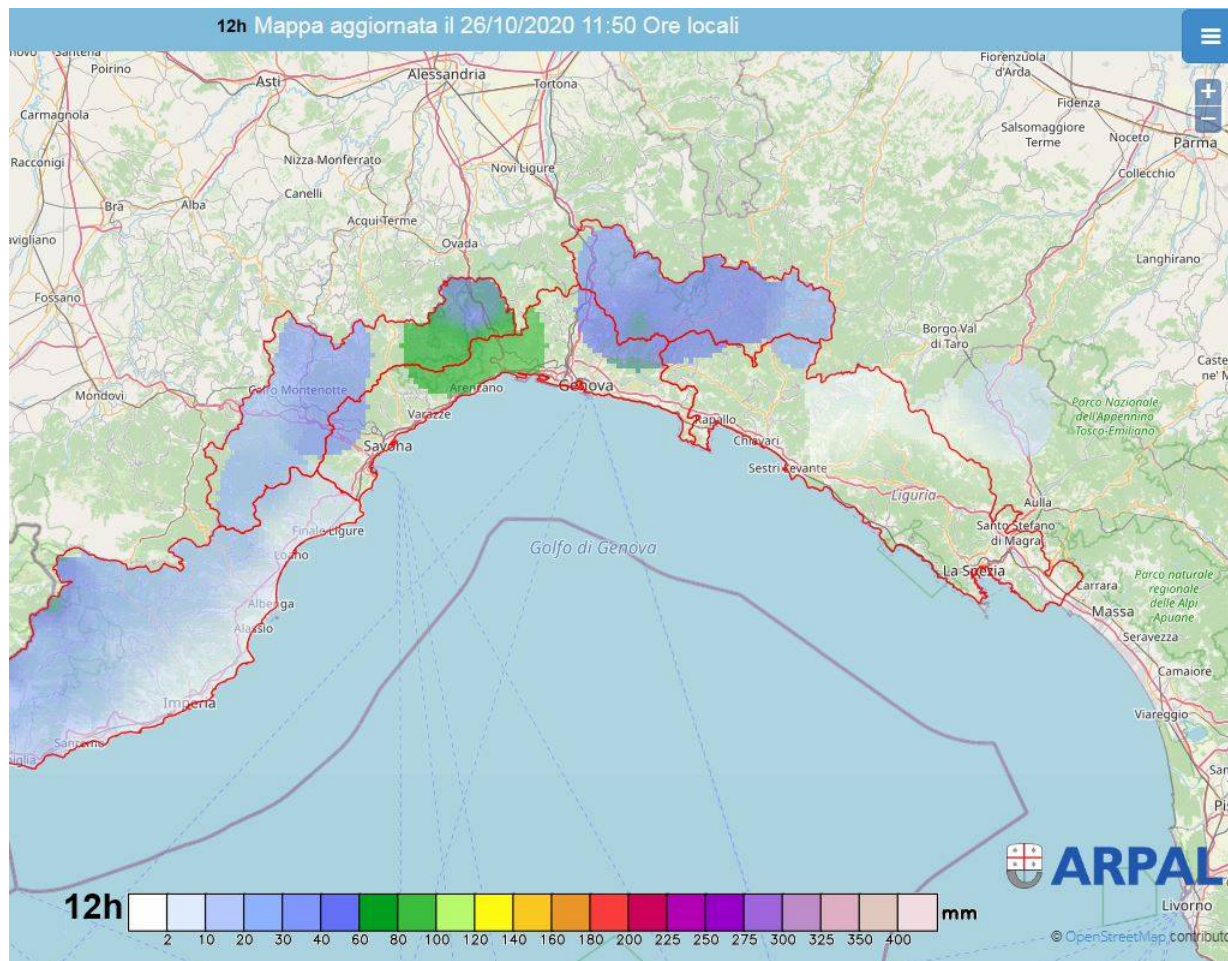 12h Mappa aggiornata il 26/10/2020 11:50 Ore locali
Santena
Poirino
Asti
Alessandria
Tortona
Fiorenzuola
d'Arda
Carmagnola
Fidenza
Salsomaggiore
Terme
Noceto
Parma
Racconigi
Nizza Monferrato
Novi Ligure
Collecchio
Canelli
Bra
Alba
Acqui Terme
avigliano
Ovada
Langhirano
Fossano
Borgo Val
di Taro
Mondovì
Cairo Montenotte
Arenzano
Genova
Parco Nazionale
dell'Appennino
Tosco-Emiliano
Varazze
Savona
Rapallo
Chiavari
Sestri Levante
Liguria
Aulla
Finale Ligure
Santo Stefano
di Magra
Loano
Golfo di Genova
La Spezia
Carrara
Parco naturale
regionale
delle Alpi
Apuane
Albenga
Massa
Alassio
Seravezza
Camaiore
Imperia
Viareggio
Sanremo
ARPAL
12h
2 10 20 30 40 60 80 100 120 140 160 180 200 225 250 275 300 325 350 400
mm
Livorno
© OpenStreetMap contributo